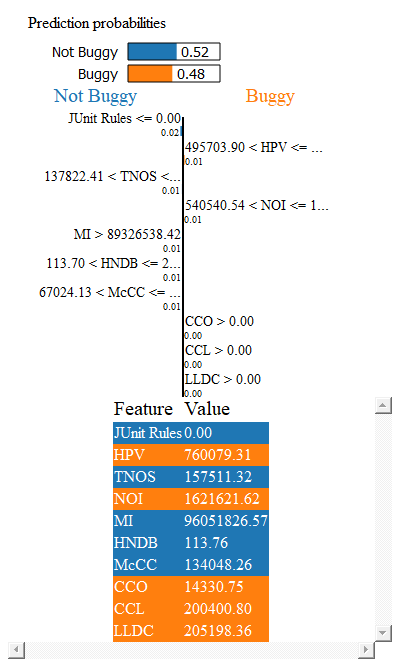 Prediction probabilities
Not Buggy 0.52
Buggy 0.48
Not Buggy Buggy
JUnit Rules <= 0.00
0.02
495703.90 < HPV <= ...
0.01
137822.41 < TNOS <...
0.01
540540.54 < NOI <= 1...
0.01
MI > 89326538.42
0.01
113.70 < HNDB <= 2...
0.01
67024.13 < McCC <= ...
0.01
CCO > 0.00
0.00
CCL > 0.00
0.00
LLDC > 0.00
0.00
Feature Value
JUnit Rules 0.00
HPV 760079.31
TNOS 157511.32
NOI 1621621.62
MI 96051826.57
HNDB 113.76
McCC 134048.26
CCO 14330.75
CCL 200400.80
LLDC 205198.36